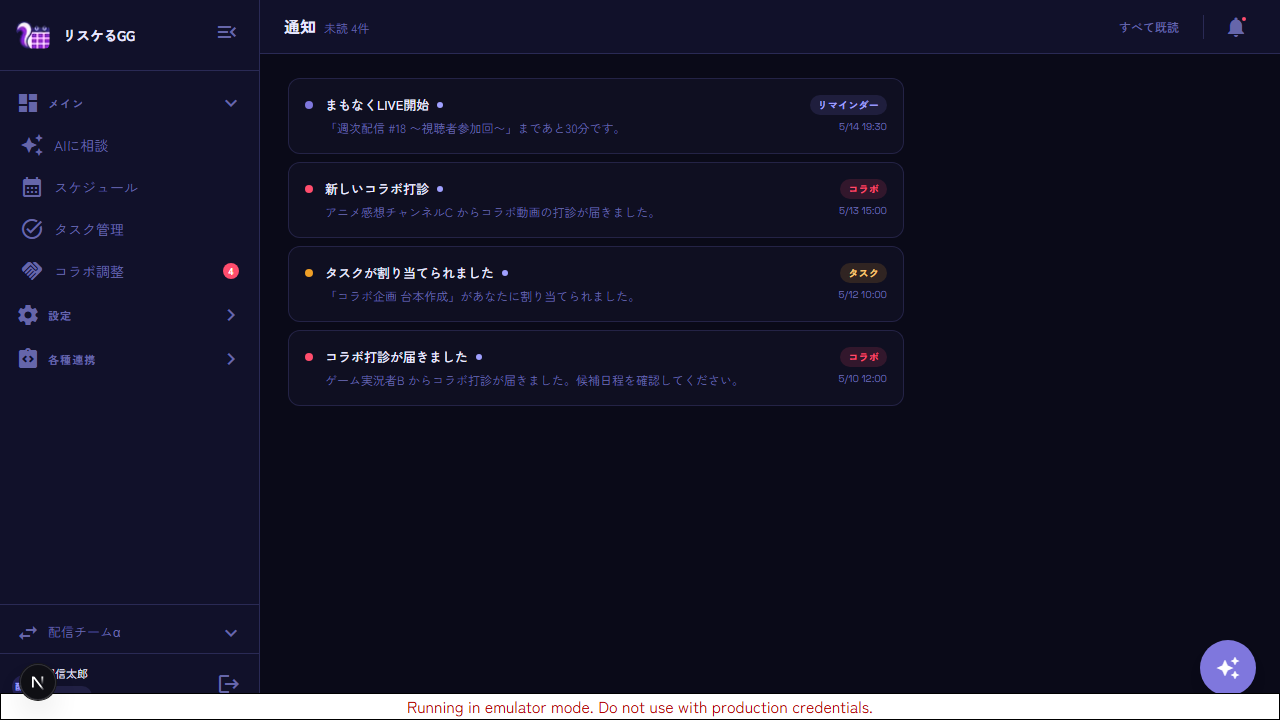 リスケるGG
メイン
AIに相談
スケジュール
タスク管理
コラボ調整
4
設定
各種連携
配信チームα
信太郎
N
通知 未読 4件
すべて既読
まもなくLIVE開始
リマインダー
「週次配信 #18 〜視聴者参加回〜」まであと30分です。
5/14 19:30
新しいコラボ打診
コラボ
アニメ感想チャンネルC からコラボ動画の打診が届きました。
5/13 15:00
タスクが割り当てられました
タスク
「コラボ企画 台本作成」があなたに割り当てられました。
5/12 10:00
コラボ打診が届きました
コラボ
ゲーム実況者B からコラボ打診が届きました。候補日程を確認してください。
5/10 12:00
Running in emulator mode. Do not use with production credentials.